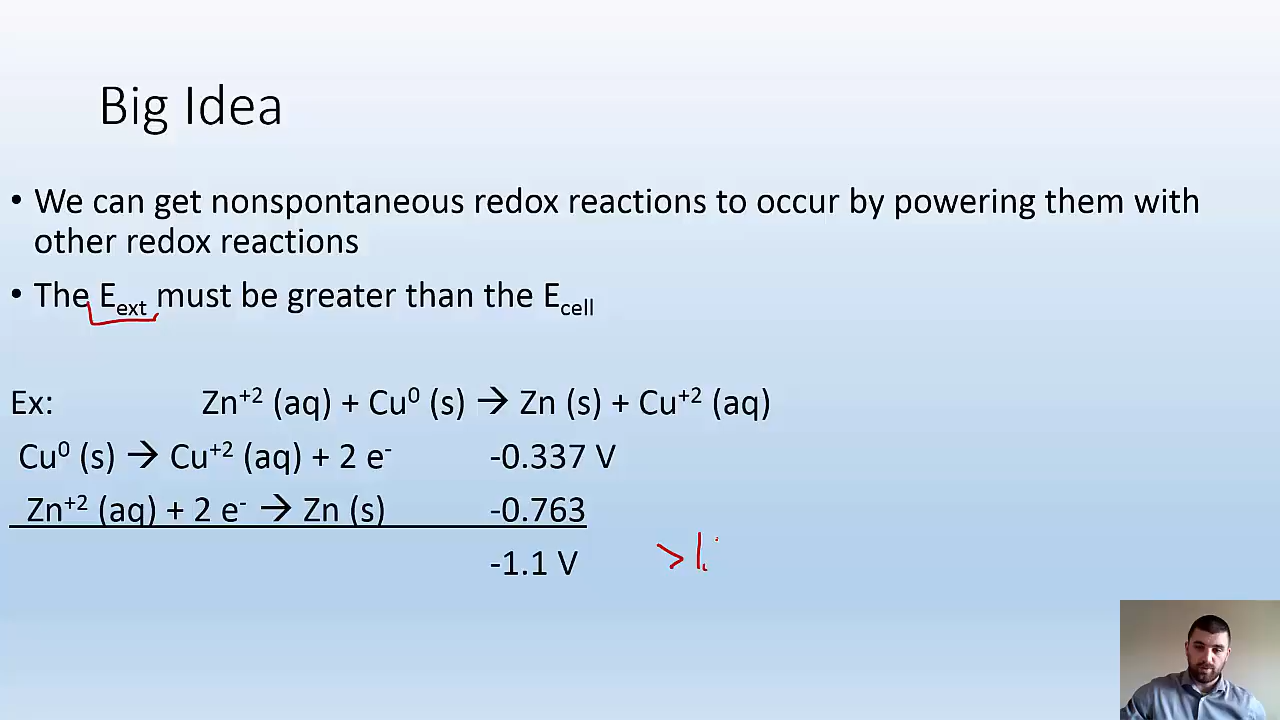 Big Idea
• We can get nonspontaneous redox reactions to occur by powering them with
other redox reactions
• The E_ext must be greater than the E_cell
Ex: Zn⁺² (aq) + Cu⁰ (s) → Zn (s) + Cu⁺² (aq)
Cu⁰ (s) → Cu⁺² (aq) + 2 e⁻ -0.337 V
Zn⁺² (aq) + 2 e⁻ → Zn (s) -0.763
-1.1 V >1.